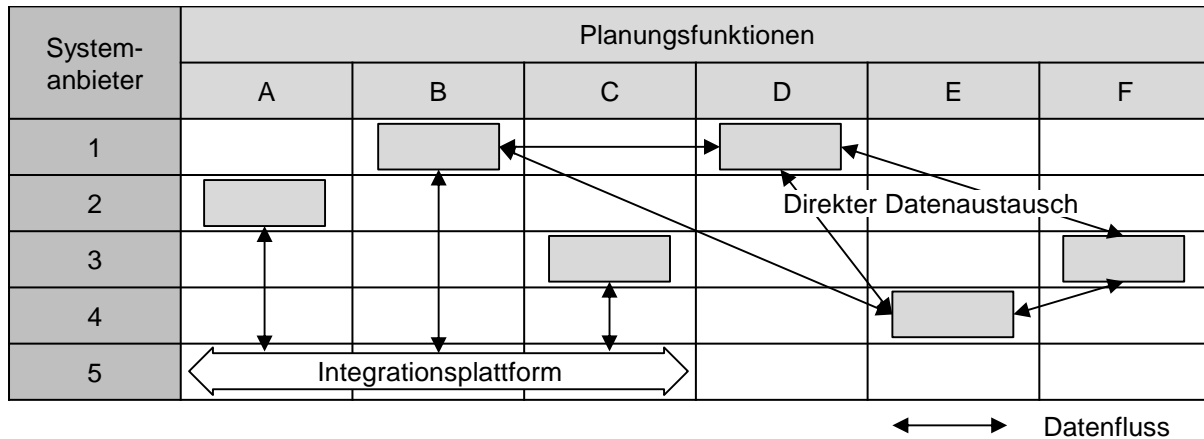 System-
anbieter
Planungsfunktionen
A B C D E F
1
2
Direkter Datenaustausch
3
4
5
Integrationsplattform
Datenfluss